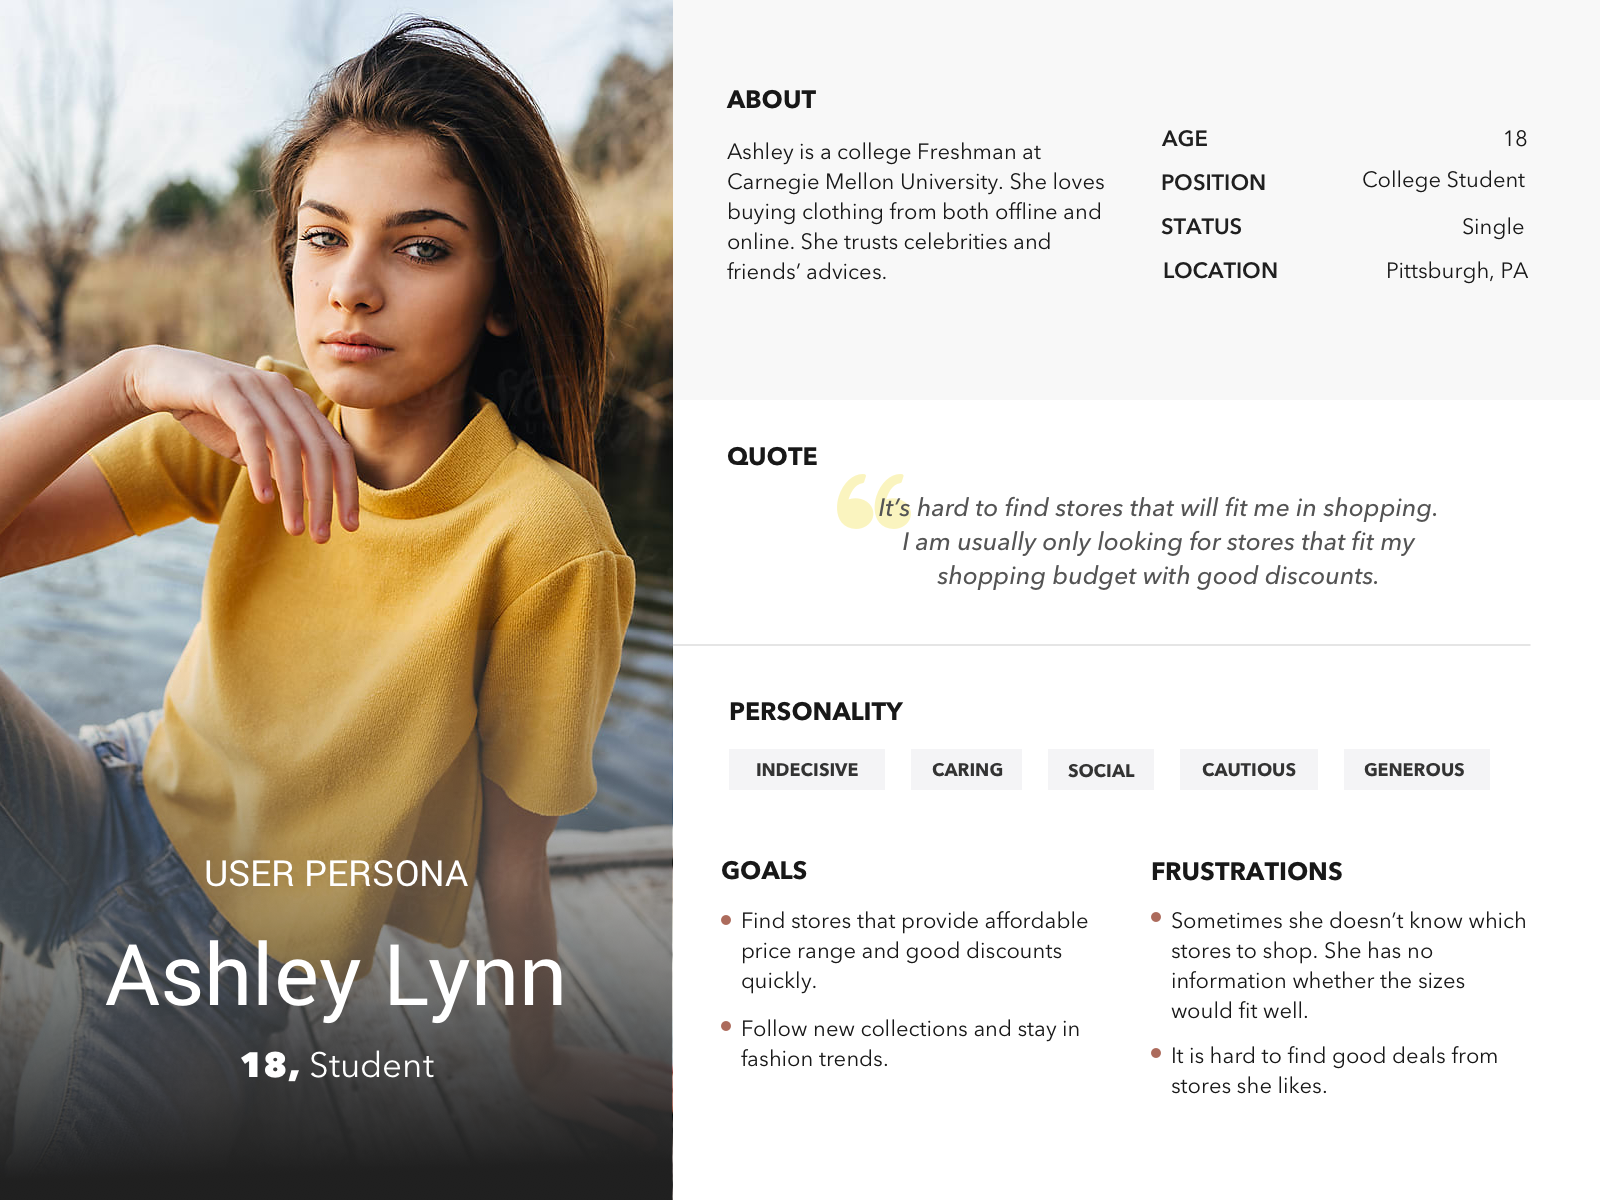 USER PERSONA
Ashley Lynn
18, Student
ABOUT
Ashley is a college Freshman at
Carnegie Mellon University. She loves
buying clothing from both offline and
online. She trusts celebrities and
friends’ advices.
AGE 18
POSITION College Student
STATUS Single
LOCATION Pittsburgh, PA
QUOTE
“It’s hard to find stores that will fit me in shopping.
I am usually only looking for stores that fit my
shopping budget with good discounts.
PERSONALITY
INDECISIVE CARING SOCIAL CAUTIOUS GENEROUS
GOALS
Find stores that provide affordable
price range and good discounts
quickly.
Follow new collections and stay in
fashion trends.
FRUSTRATIONS
Sometimes she doesn’t know which
stores to shop. She has no
information whether the sizes
would fit well.
It is hard to find good deals from
stores she likes.